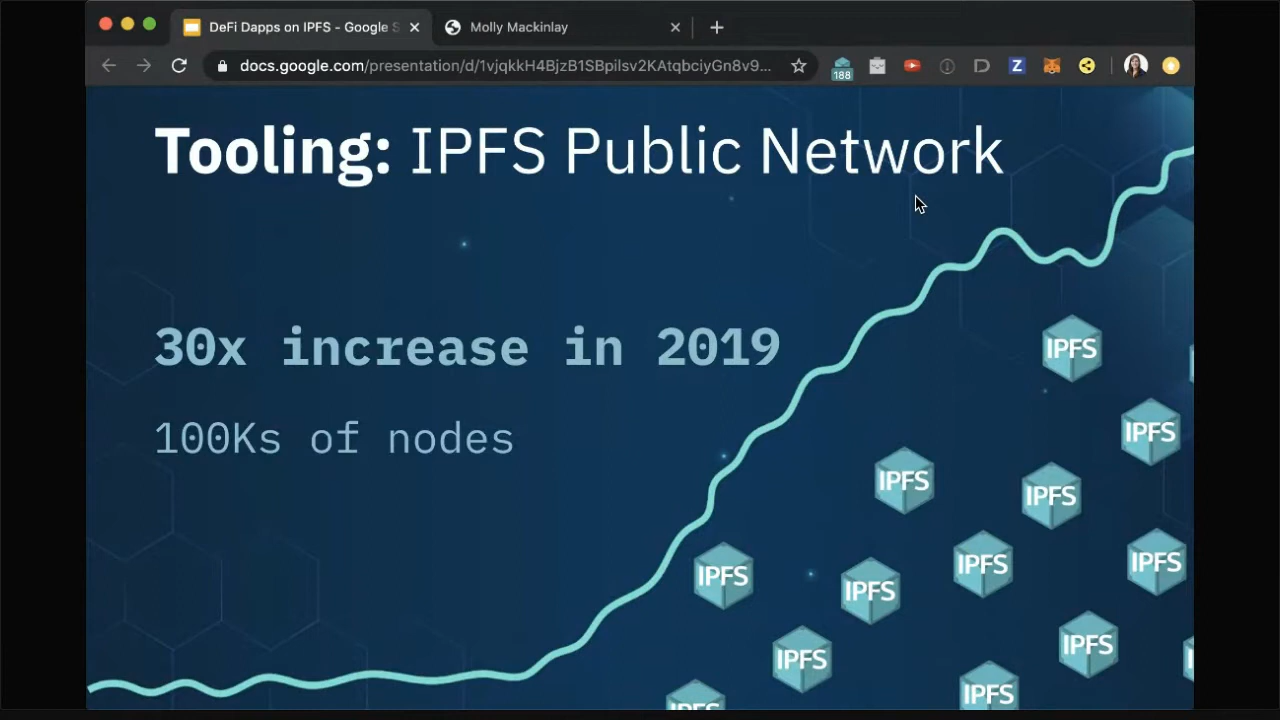 DeFi Dapps on IPFS - Google S
Molly Mackinlay
docs.google.com/presentation/d/1vjqkkH4BjzB1SBpilsv2KAtqbciyGn8v9...
188
Z
Tooling: IPFS Public Network
30x increase in 2019
100Ks of nodes
IPFS
IPFS
IPFS
IPFS
IPFS
IPFS
IPFS
IPFS
IPFS
IPFS
IPFS
IPFS